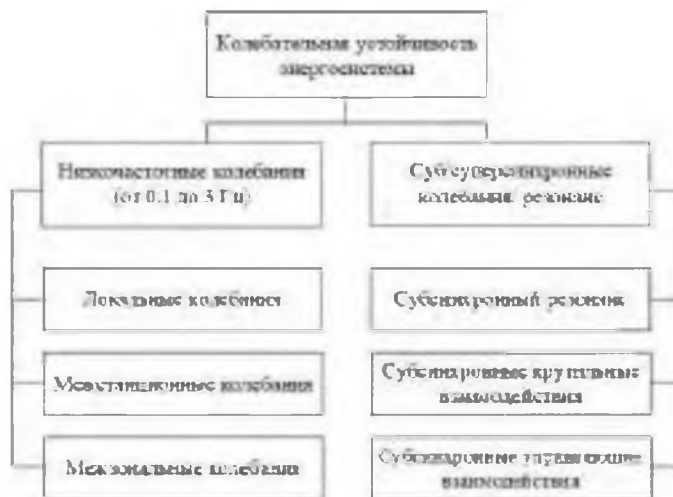 Колебательная устойчивость
энергосистемы
Низкочастотные колебания
(от 0.1 до 3 Гц)
Суб суперсинхронные
колебания резонанс
Локальные колебания
Субсинхронный резонанс
Межстанционные колебания
Субсинхронные крутильные
взаимодействия
Межзональные колебания
Субсинхронные управляющие
взаимодействия